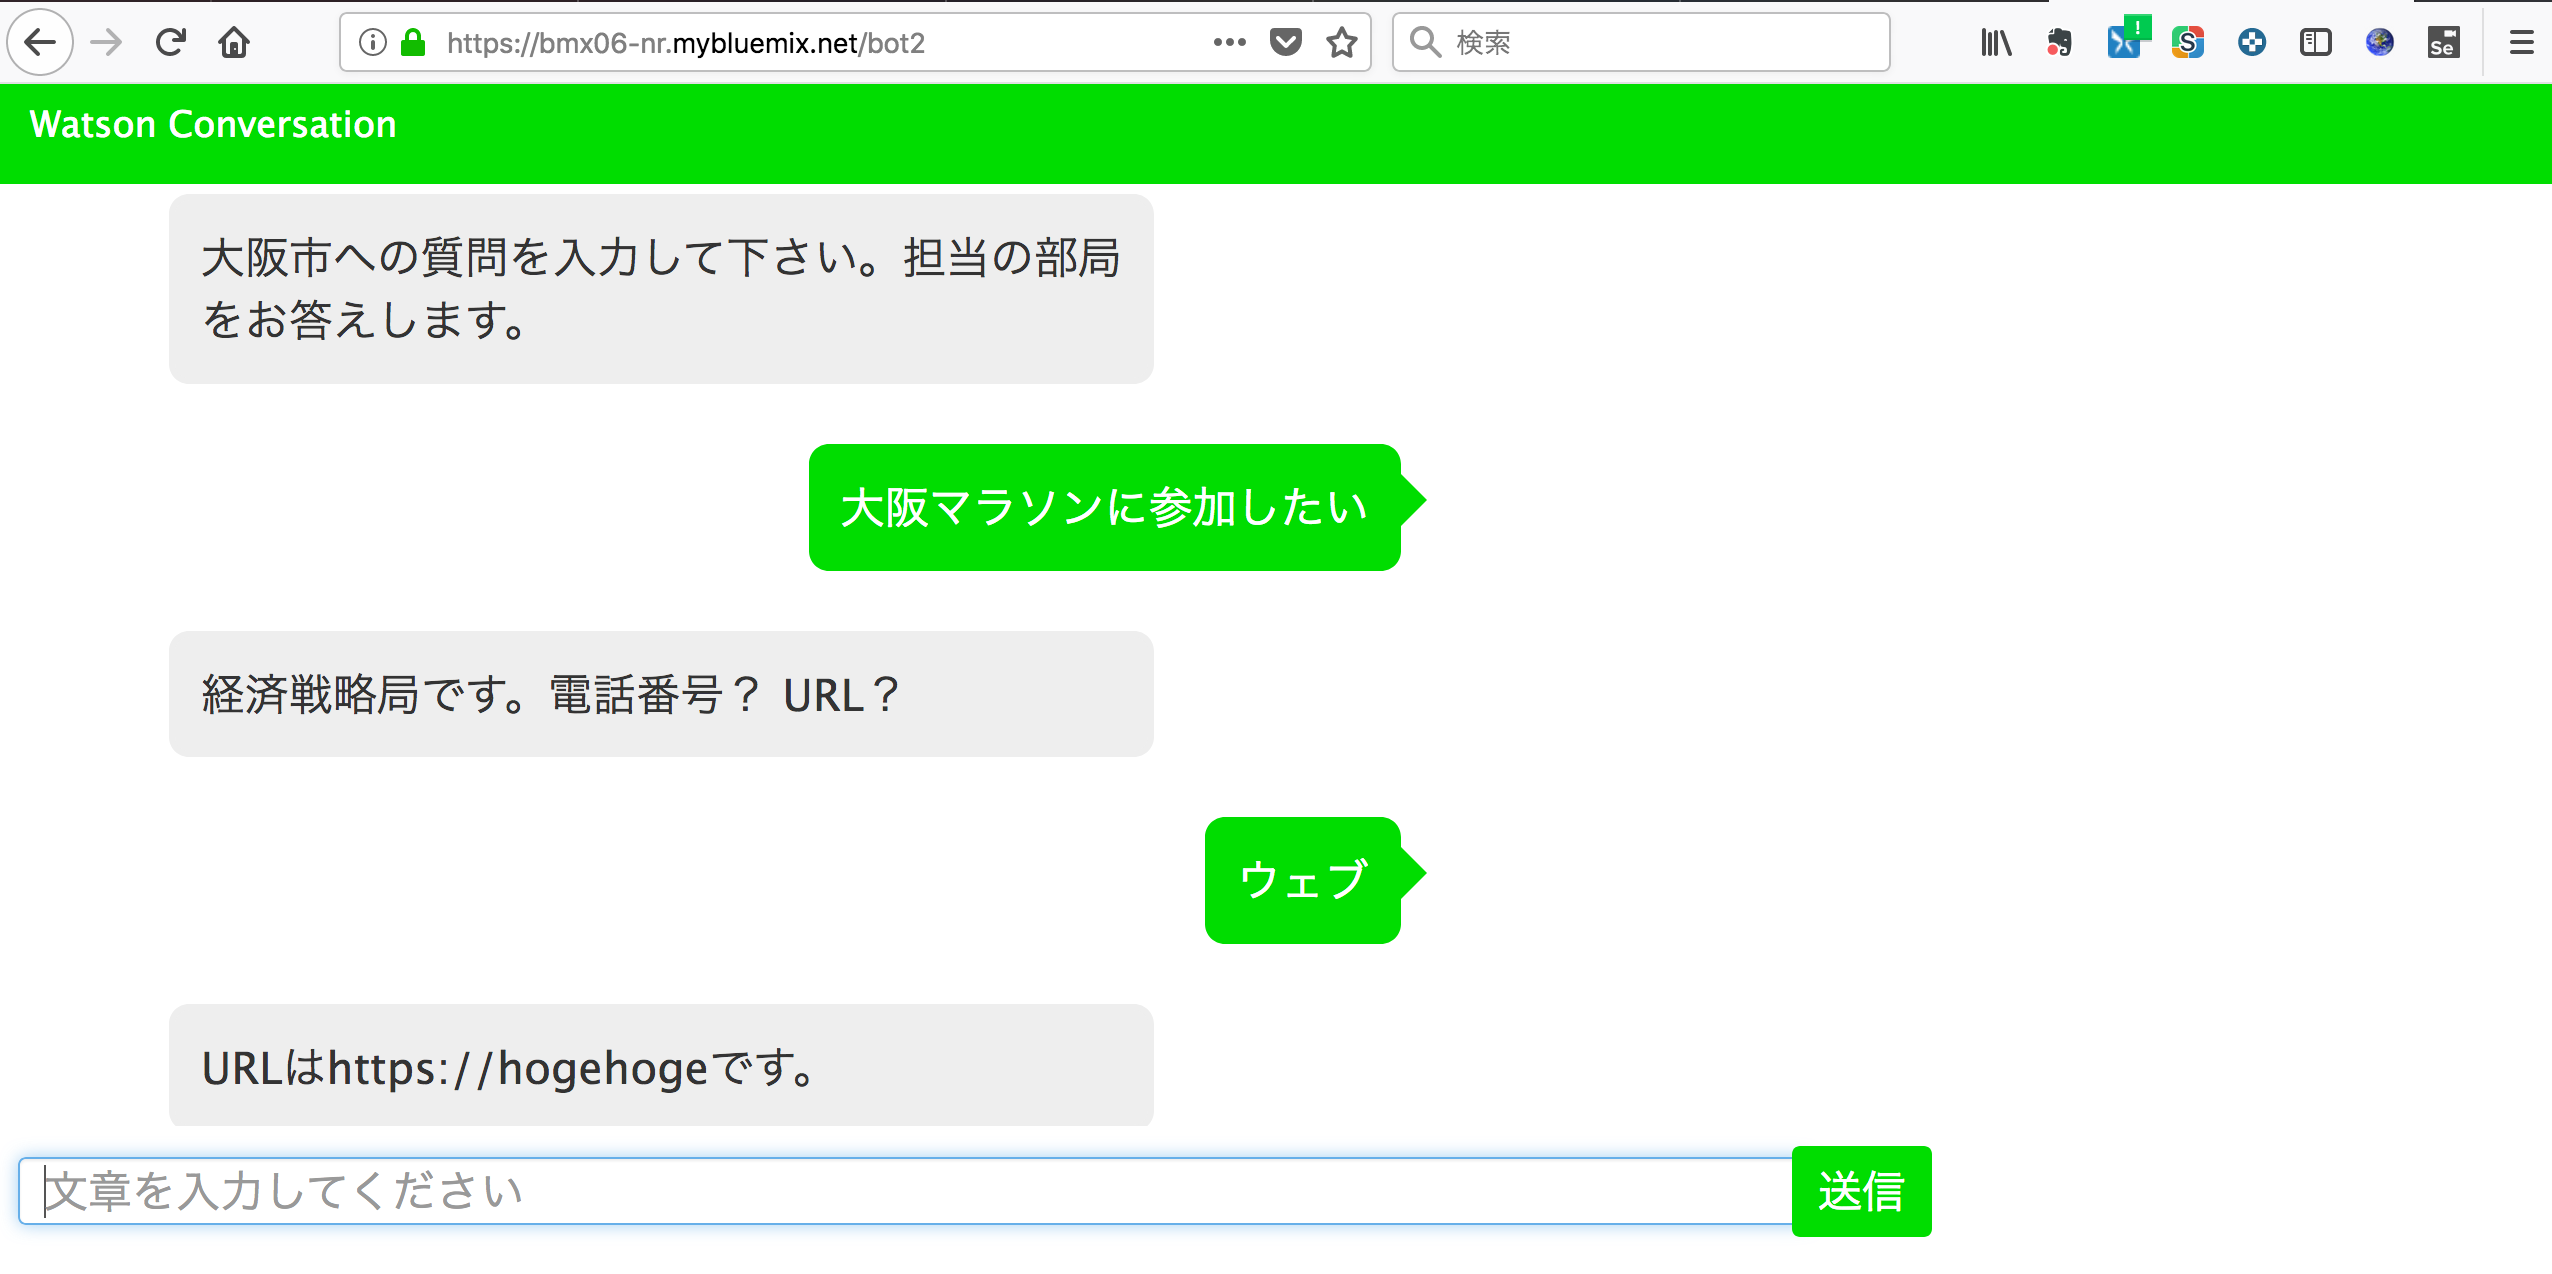 https://bmx06-nr.mybluemix.net/bot2
検索
Watson Conversation
大阪市への質問を入力して下さい。担当の部局
をお答えします。
大阪マラソンに参加したい
経済戦略局です。電話番号？ URL？
ウェブ
URLはhttps://hogehogeです。
文章を入力してください
送信